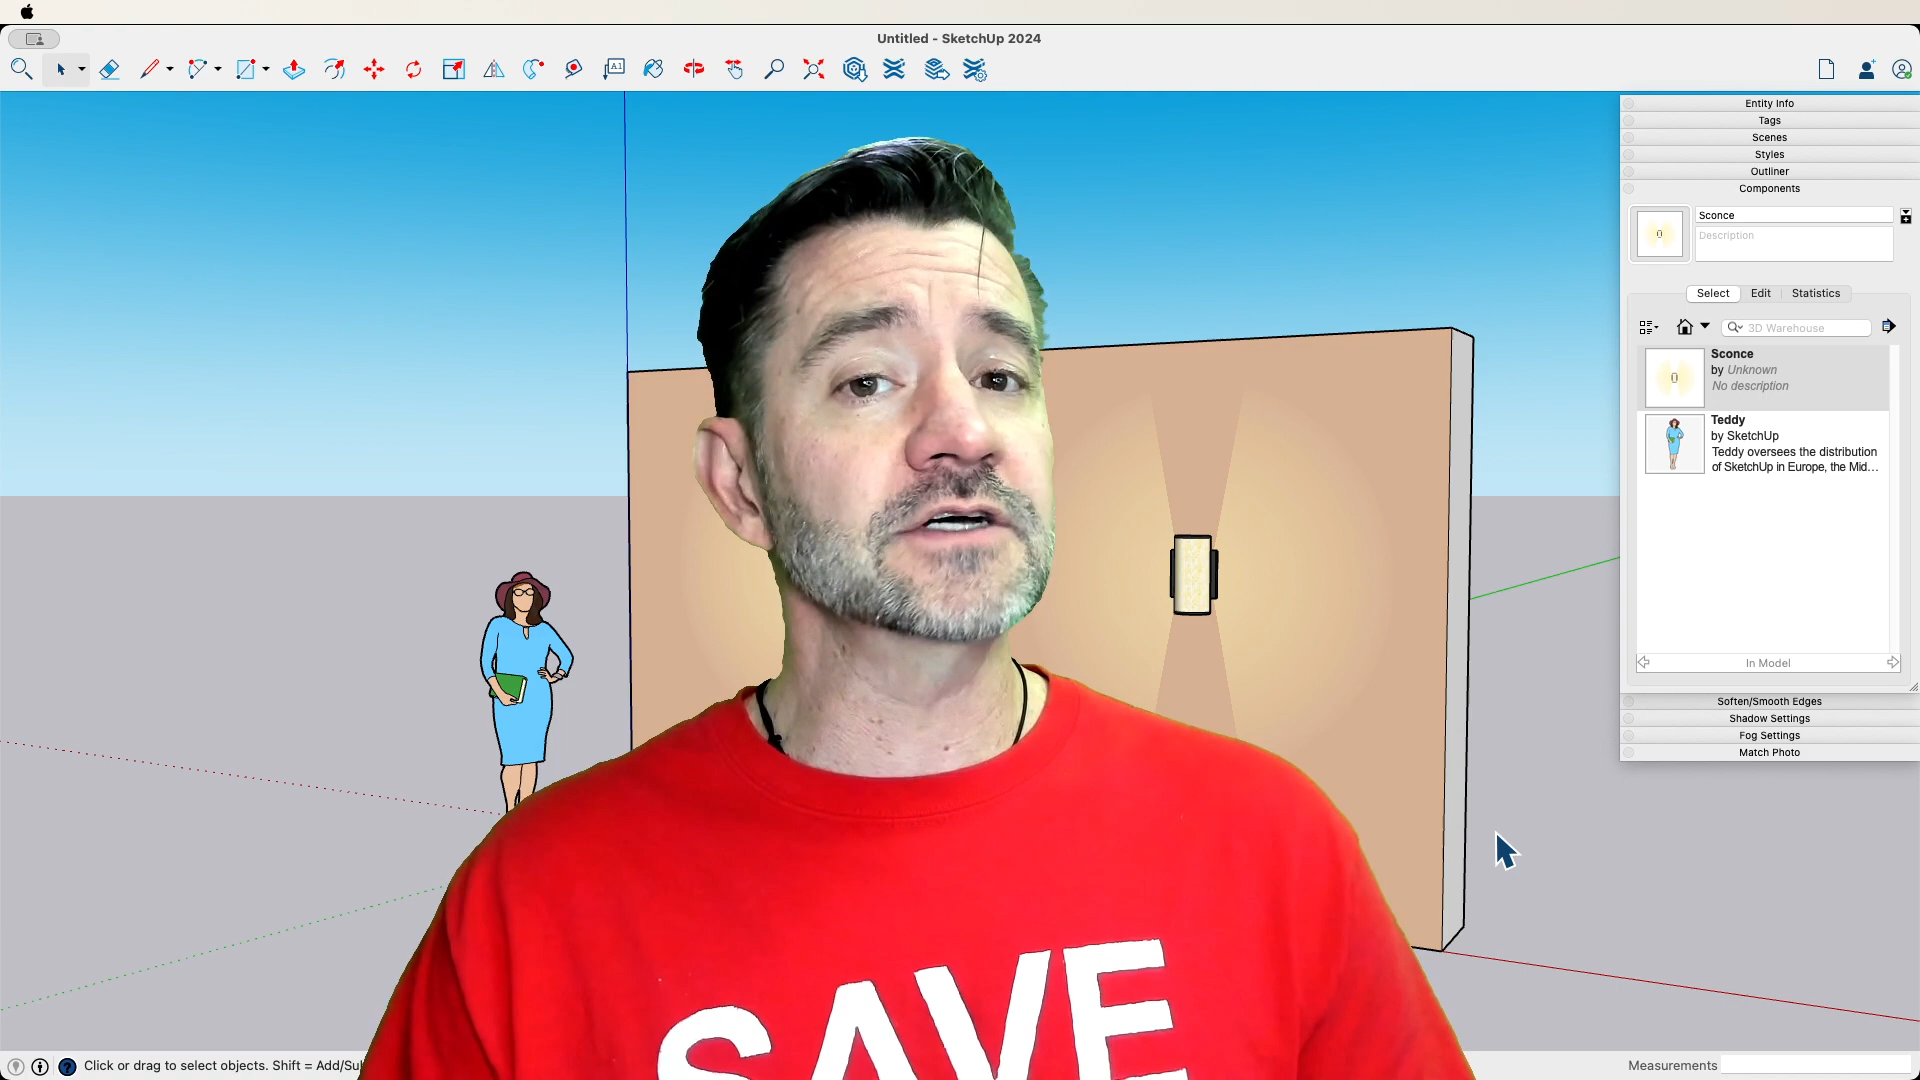 Untitled - SketchUp 2024
A1
Entity Info
Tags
Scenes
Styles
Outliner
Components
Sconce
Description
Select Edit Statistics
3D Warehouse
Sconce
by Unknown
No description
Teddy
by SketchUp
Teddy oversees the distribution
of SketchUp in Europe, the Mid...
In Model
Soften/Smooth Edges
Shadow Settings
Fog Settings
Match Photo
SAVE
Click or drag to select objects. Shift = Add/Su
Measurements